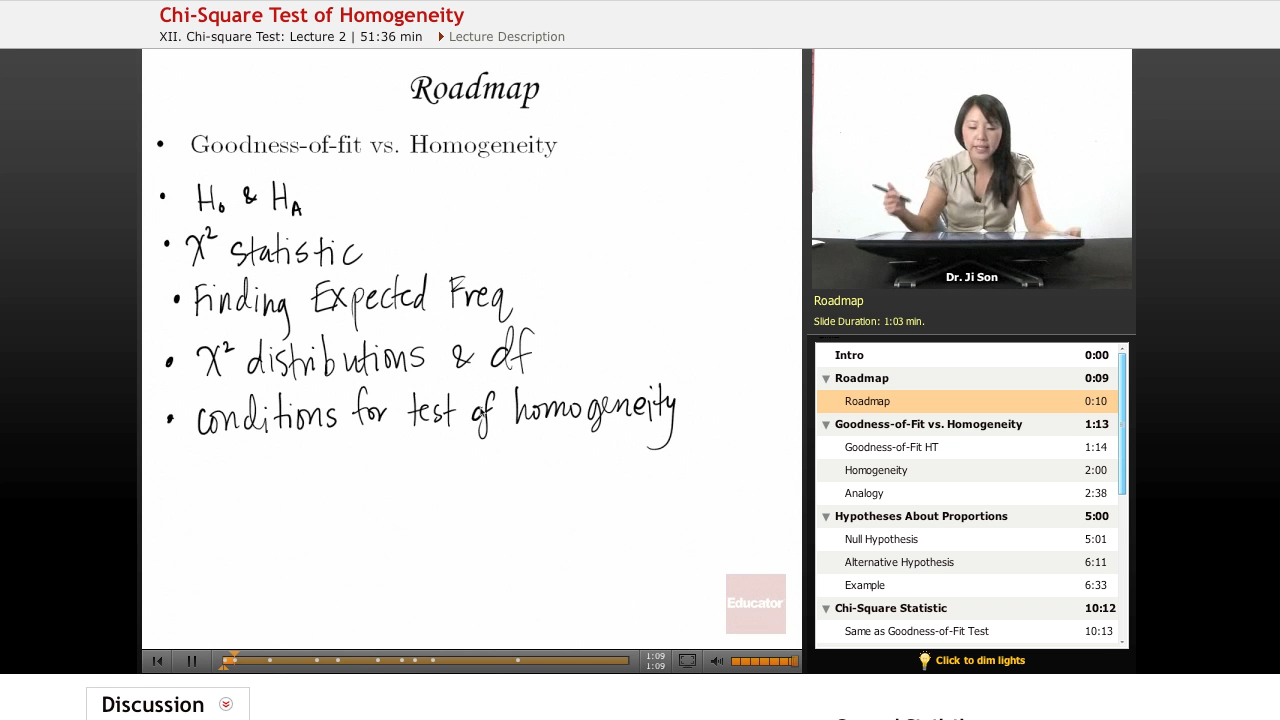 Chi-Square Test of Homogeneity
XII. Chi-square Test: Lecture 2 | 51:36 min
Lecture Description
Roadmap
• Goodness-of-fit vs. Homogeneity
• H₀ & Hₐ
• χ² statistic
• Finding Expected Freq
• χ² distributions & df
• conditions for test of homogeneity
Educator
Dr. Ji Son
Roadmap
Slide Duration: 1:03 min.
Intro 0:00
Roadmap 0:09
Roadmap 0:10
Goodness-of-Fit vs. Homogeneity 1:13
Goodness-of-Fit HT 1:14
Homogeneity 2:00
Analogy 2:38
Hypotheses About Proportions 5:00
Null Hypothesis 5:01
Alternative Hypothesis 6:11
Example 6:33
Chi-Square Statistic 10:12
Same as Goodness-of-Fit Test 10:13
1:09
1:09
Click to dim lights
Discussion